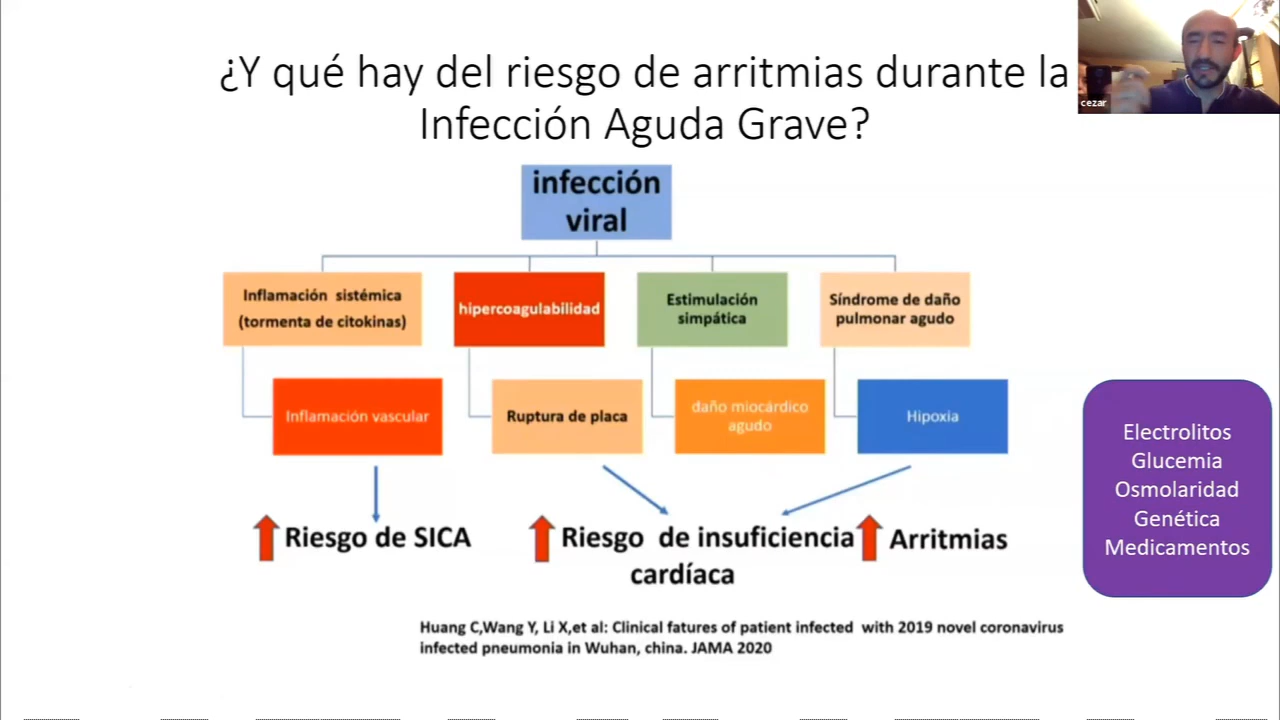 ¿Y qué hay del riesgo de arritmias durante la
Infección Aguda Grave?
cezar
infección
viral
Inflamación sistémica
(tormenta de citokinas)
hipercoagulabilidad
Estimulación
simpática
Síndrome de daño
pulmonar agudo
Inflamación vascular
Ruptura de placa
daño miocárdico
agudo
Hipoxia
Electrolitos
Glucemia
Osmolaridad
Genética
Medicamentos
Riesgo de SICA
Riesgo de insuficiencia
cardíaca
Arritmias
Huang C,Wang Y, Li X,et al: Clinical fatures of patient infected with 2019 novel coronavirus
infected pneumonia in Wuhan, china. JAMA 2020